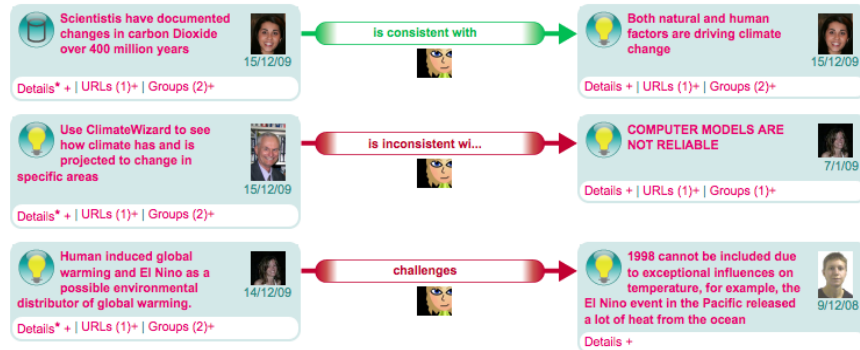 Scientistis have documented
changes in carbon Dioxide
over 400 million years
15/12/09
Details* + | URLs (1)+ | Groups (2)+
is consistent with
Both natural and human
factors are driving climate
change
15/12/09
Details + | URLs (1)+ | Groups (2)+
Use ClimateWizard to see
how climate has and is
projected to change in
specific areas
15/12/09
Details* + | URLs (1)+ | Groups (2)+
is inconsistent wi...
COMPUTER MODELS ARE
NOT RELIABLE
7/1/09
Details + | URLs (1)+ | Groups (1)+
Human induced global
warming and El Nino as a
possible environmental
distributor of global warming.
14/12/09
Details* + | URLs (1)+ | Groups (2)+
challenges
1998 cannot be included due
to exceptional influences on
temperature, for example, the
El Nino event in the Pacific released
a lot of heat from the ocean
9/12/08
Details +